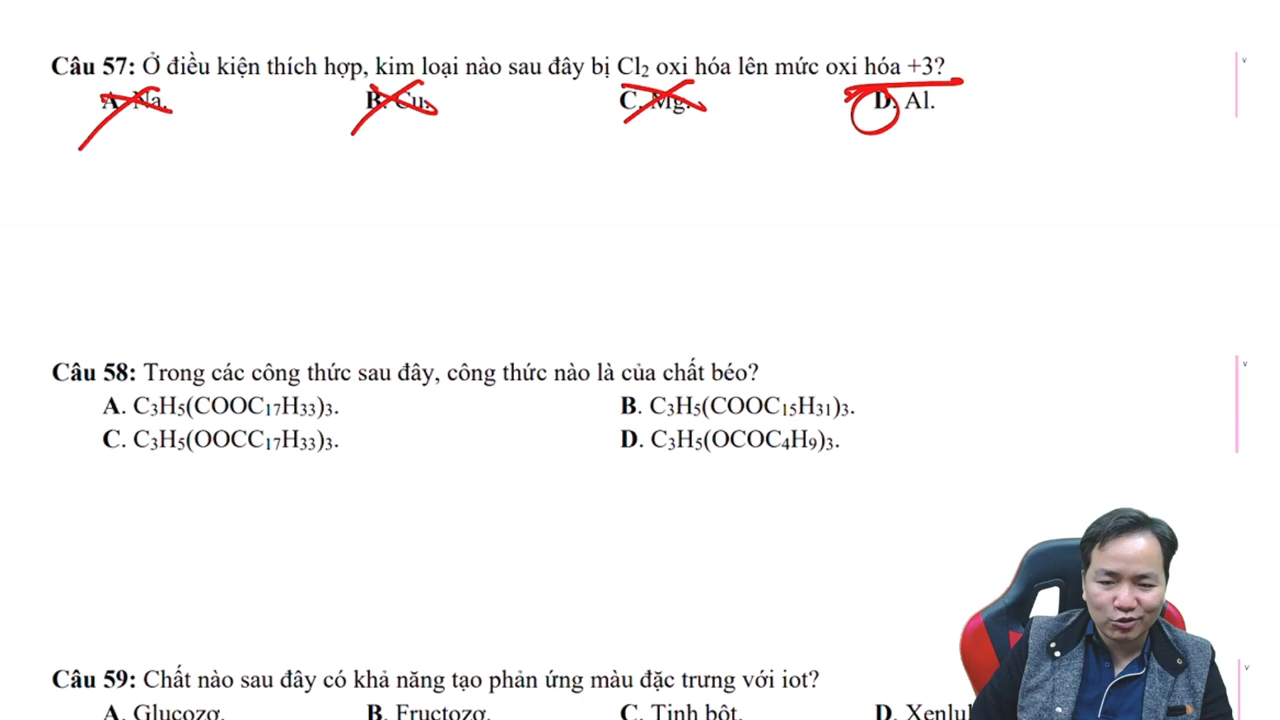 Câu 57: Ở điều kiện thích hợp, kim loại nào sau đây bị Cl₂ oxi hóa lên mức oxi hóa +3?
A. Na. B. Cu. C. Mg. D. Al.
Câu 58: Trong các công thức sau đây, công thức nào là của chất béo?
A. C₃H₅(COOC₁₇H₃₃)₃. B. C₃H₅(COOC₁₅H₃₁)₃.
C. C₃H₅(OOCC₁₇H₃₃)₃. D. C₃H₅(OCOC₄H₉)₃.
Câu 59: Chất nào sau đây có khả năng tạo phản ứng màu đặc trưng với iot?
A. Glucozơ. B. Fructozơ. C. Tinh bột. D.